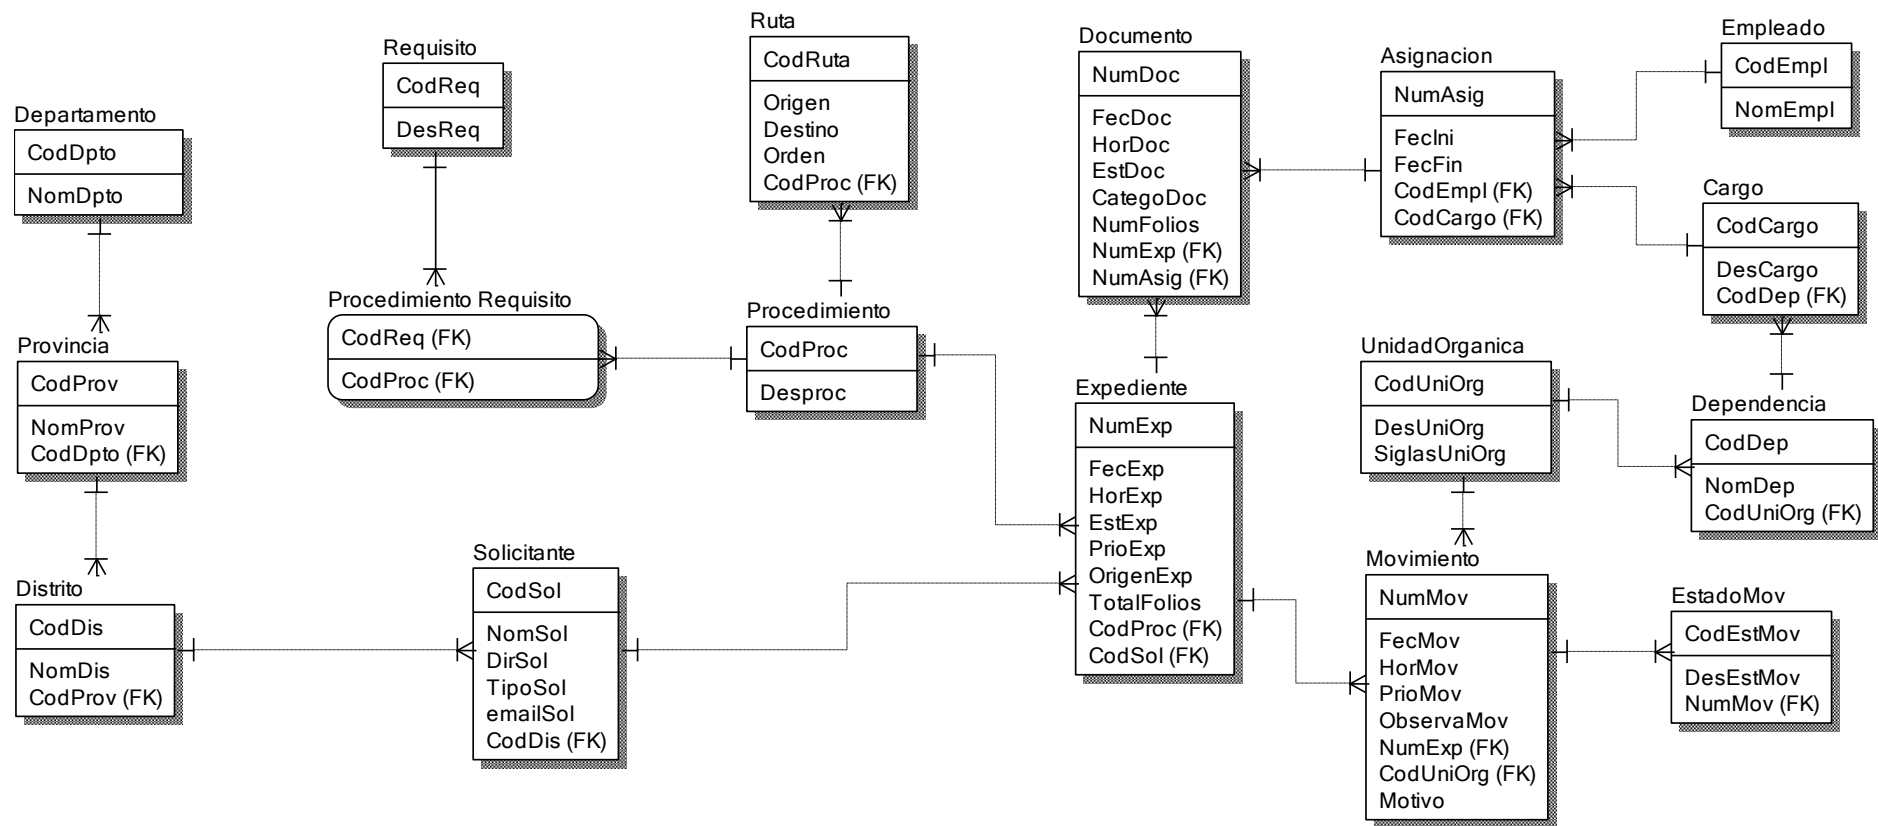 Departamento
CodDpto
NomDpto
Provincia
CodProv
NomProv
CodDpto (FK)
Distrito
CodDis
NomDis
CodProv (FK)
Requisito
CodReq
DesReq
Procedimiento Requisito
CodReq (FK)
CodProc (FK)
Solicitante
CodSol
NomSol
DirSol
TipoSol
emailSol
CodDis (FK)
Ruta
CodRuta
Origen
Destino
Orden
CodProc (FK)
Procedimiento
CodProc
Desproc
Documento
NumDoc
FecDoc
HorDoc
EstDoc
CategoDoc
NumFolios
NumExp (FK)
NumAsig (FK)
Expediente
NumExp
FecExp
HorExp
EstExp
PrioExp
OrigenExp
TotalFolios
CodProc (FK)
CodSol (FK)
Asignacion
NumAsig
FecIni
FecFin
CodEmpl (FK)
CodCargo (FK)
UnidadOrganica
CodUniOrg
DesUniOrg
SiglasUniOrg
Movimiento
NumMov
FecMov
HorMov
PrioMov
ObservaMov
NumExp (FK)
CodUniOrg (FK)
Motivo
Empleado
CodEmpl
NomEmpl
Cargo
CodCargo
DesCargo
CodDep (FK)
Dependencia
CodDep
NomDep
CodUniOrg (FK)
EstadoMov
CodEstMov
DesEstMov
NumMov (FK)